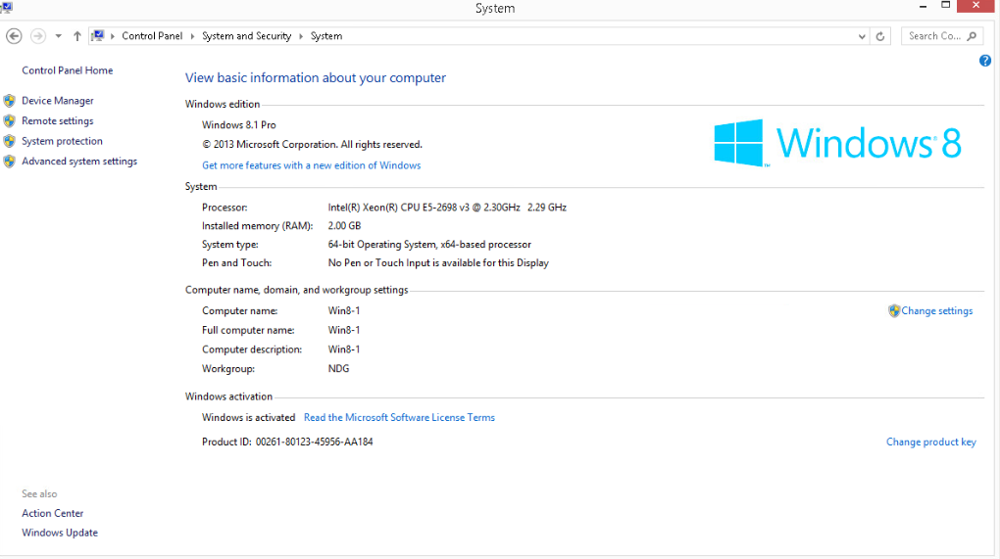 System
Control Panel System and Security System
Search Co...
Control Panel Home
Device Manager
Remote settings
System protection
Advanced system settings
View basic information about your computer
Windows edition
Windows 8.1 Pro
© 2013 Microsoft Corporation. All rights reserved.
Get more features with a new edition of Windows
Windows® 8
System
Processor: Intel(R) Xeon(R) CPU E5-2698 v3 @ 2.30GHz 2.29 GHz
Installed memory (RAM): 2.00 GB
System type: 64-bit Operating System, x64-based processor
Pen and Touch: No Pen or Touch Input is available for this Display
Computer name, domain, and workgroup settings
Computer name: Win8-1
Change settings
Full computer name: Win8-1
Computer description: Win8-1
Workgroup: NDG
Windows activation
Windows is activated Read the Microsoft Software License Terms
Product ID: 00261-80123-45956-AA184
Change product key
See also
Action Center
Windows Update